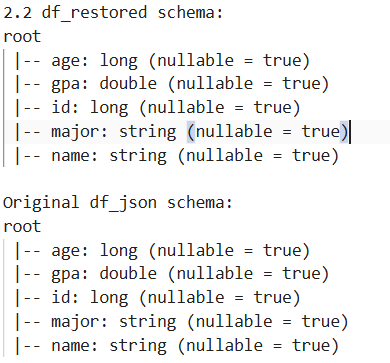 2.2 df_restored schema:
root
 |-- age: long (nullable = true)
 |-- gpa: double (nullable = true)
 |-- id: long (nullable = true)
 |-- major: string (nullable = true)
 |-- name: string (nullable = true)

Original df_json schema:
root
 |-- age: long (nullable = true)
 |-- gpa: double (nullable = true)
 |-- id: long (nullable = true)
 |-- major: string (nullable = true)
 |-- name: string (nullable = true)